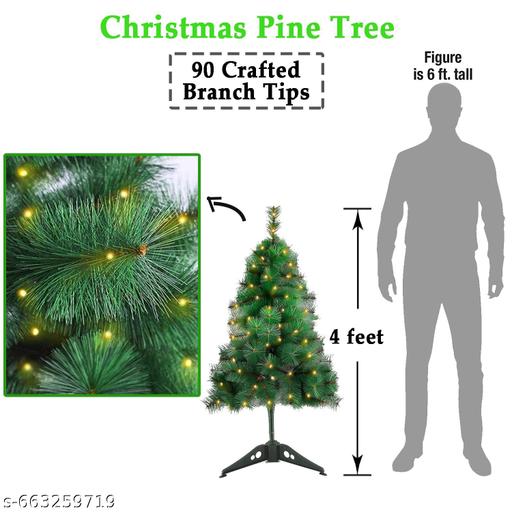 Christmas Pine Tree
90 Crafted
Branch Tips
Figure
is 6 ft. tall
4 feet
s-663259719